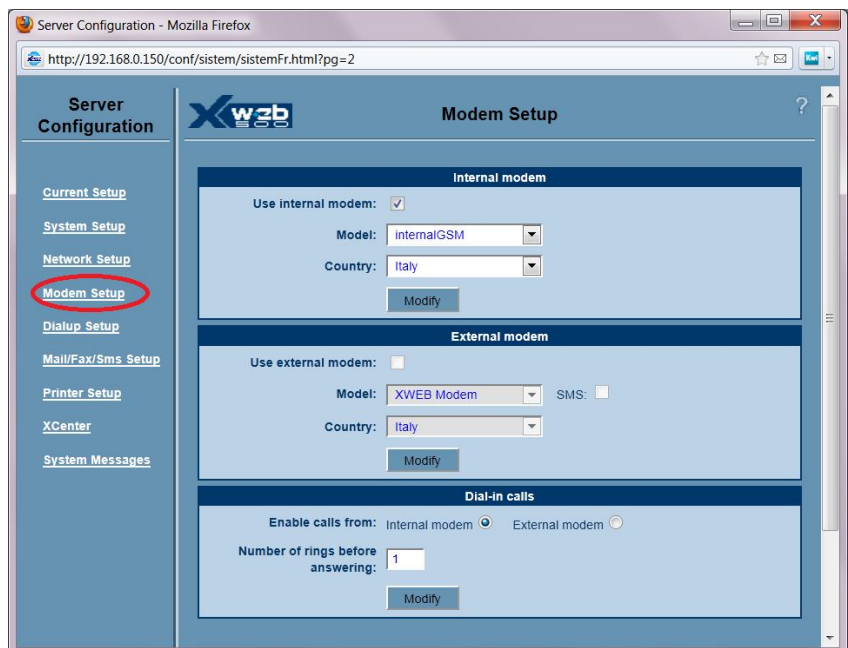 Server Configuration - Mozilla Firefox
http://192.168.0.150/conf/sistem/sistemFr.html?pg=2
Server
Configuration
Xweb
500
Modem Setup
?
Current Setup
System Setup
Network Setup
Modem Setup
Dialup Setup
Mail/Fax/Sms Setup
Printer Setup
XCenter
System Messages
Internal modem
Use internal modem:
Model: internalGSM
Country: Italy
Modify
External modem
Use external modem:
Model: XWEB Modem SMS:
Country: Italy
Modify
Dial-in calls
Enable calls from: Internal modem External modem
Number of rings before
answering: 1
Modify